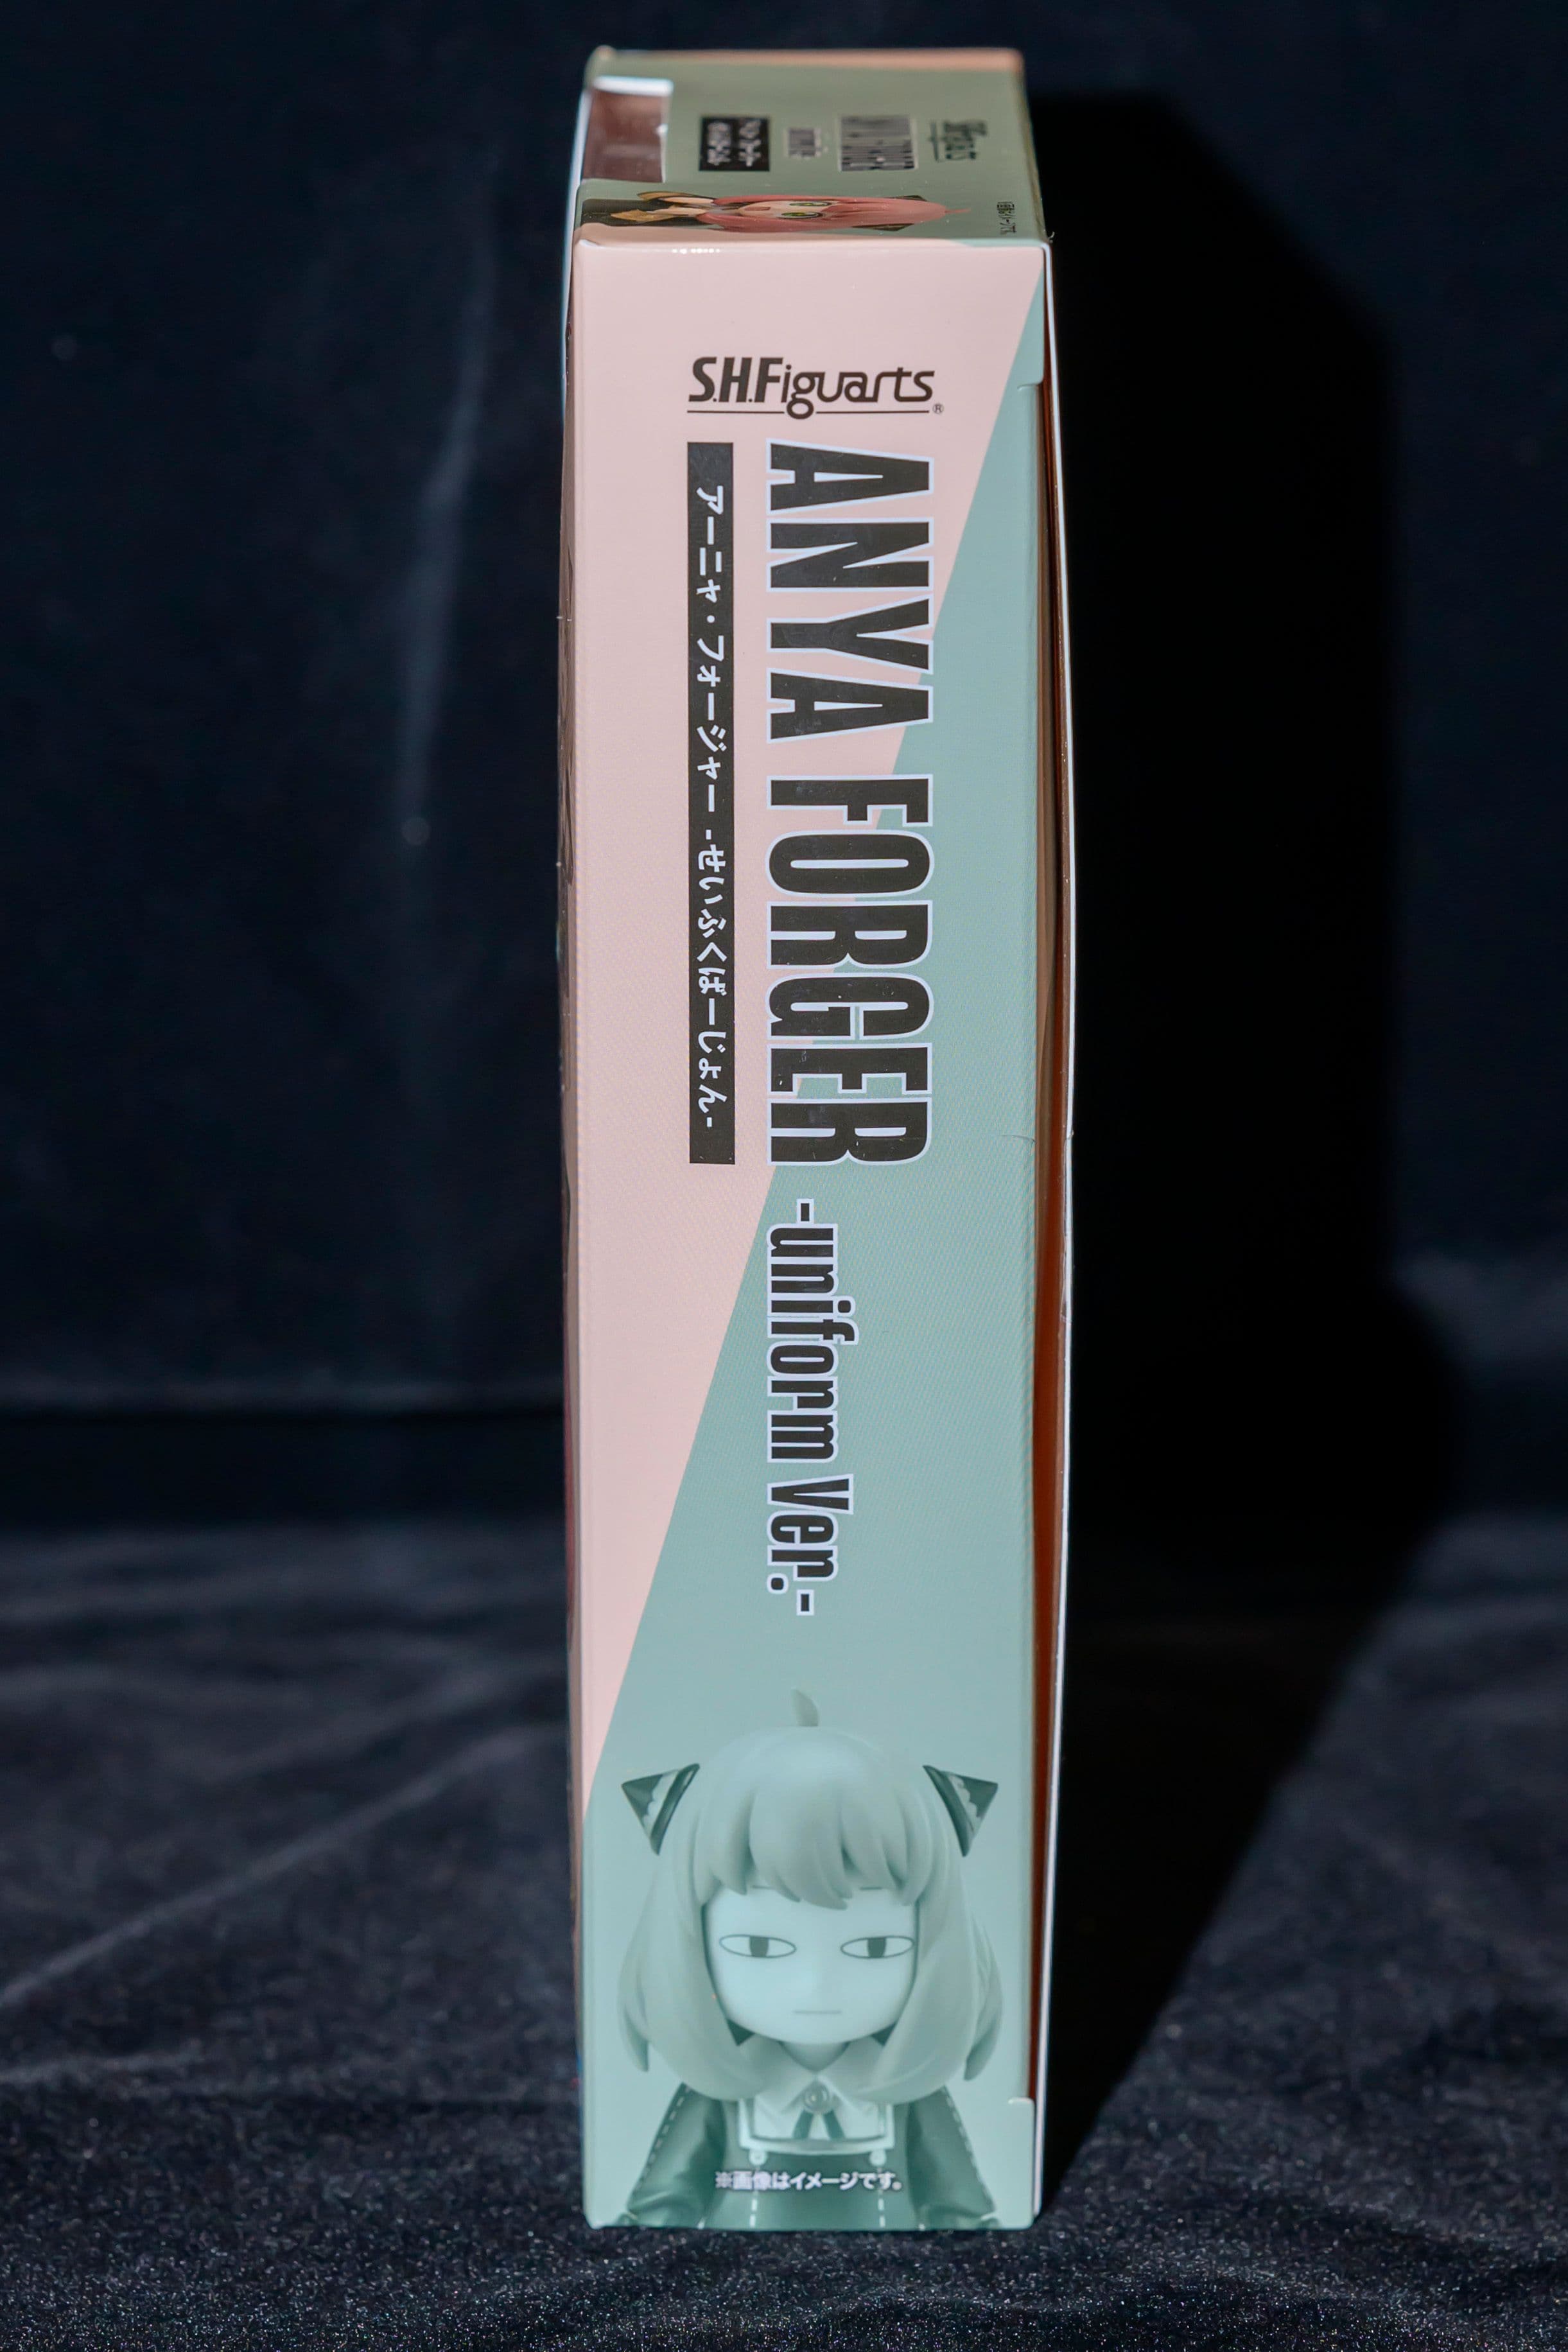 S.H.Figuarts®
ANYA FORGER -uniform Ver.-
アーニャ・フォージャー -せいふくばーじょん-
※画像はイメージです。